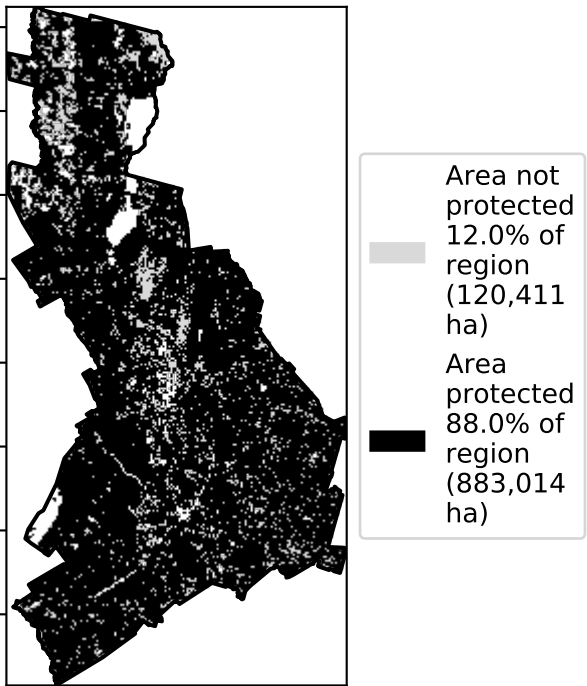 Area not
protected
12.0% of
region
(120,411
ha)
Area
protected
88.0% of
region
(883,014
ha)